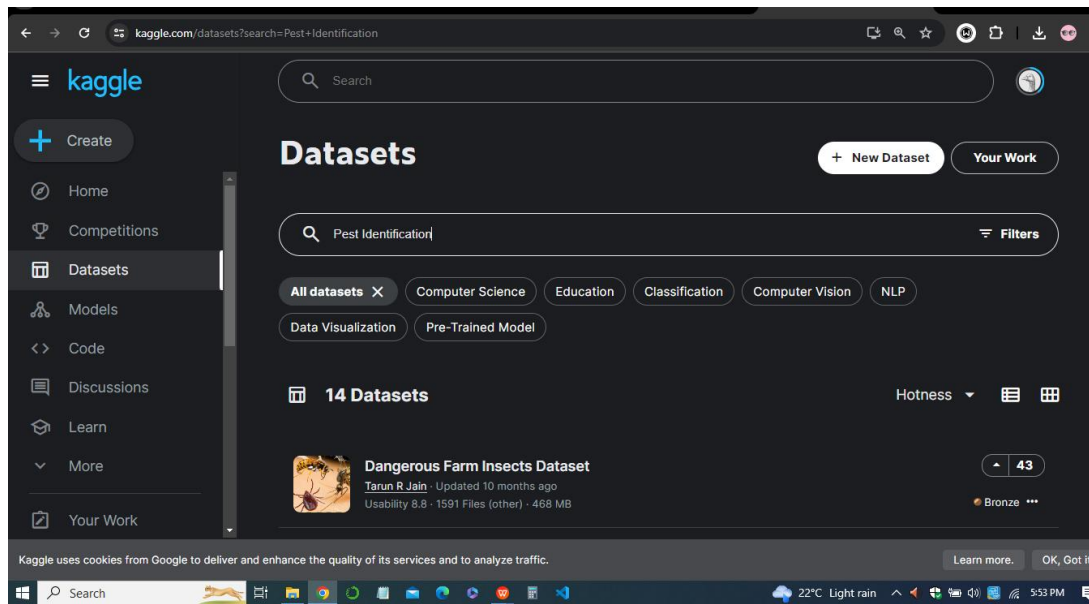 kaggle.com/datasets?search=Pest+Identification
kaggle
Search
Create
Datasets
+ New Dataset
Your Work
Home
Competitions
Pest Identification
Filters
Datasets
All datasets X
Computer Science
Education
Classification
Computer Vision
NLP
Models
Data Visualization
Pre-Trained Model
Code
Discussions
14 Datasets
Hotness
Learn
More
Dangerous Farm Insects Dataset
43
Tarun R Jain · Updated 10 months ago
Usability 8.8 · 1591 Files (other) · 468 MB
Bronze •••
Your Work
Kaggle uses cookies from Google to deliver and enhance the quality of its services and to analyze traffic.
Learn more.
OK, Got i
Search
22°C Light rain
5:53 PM